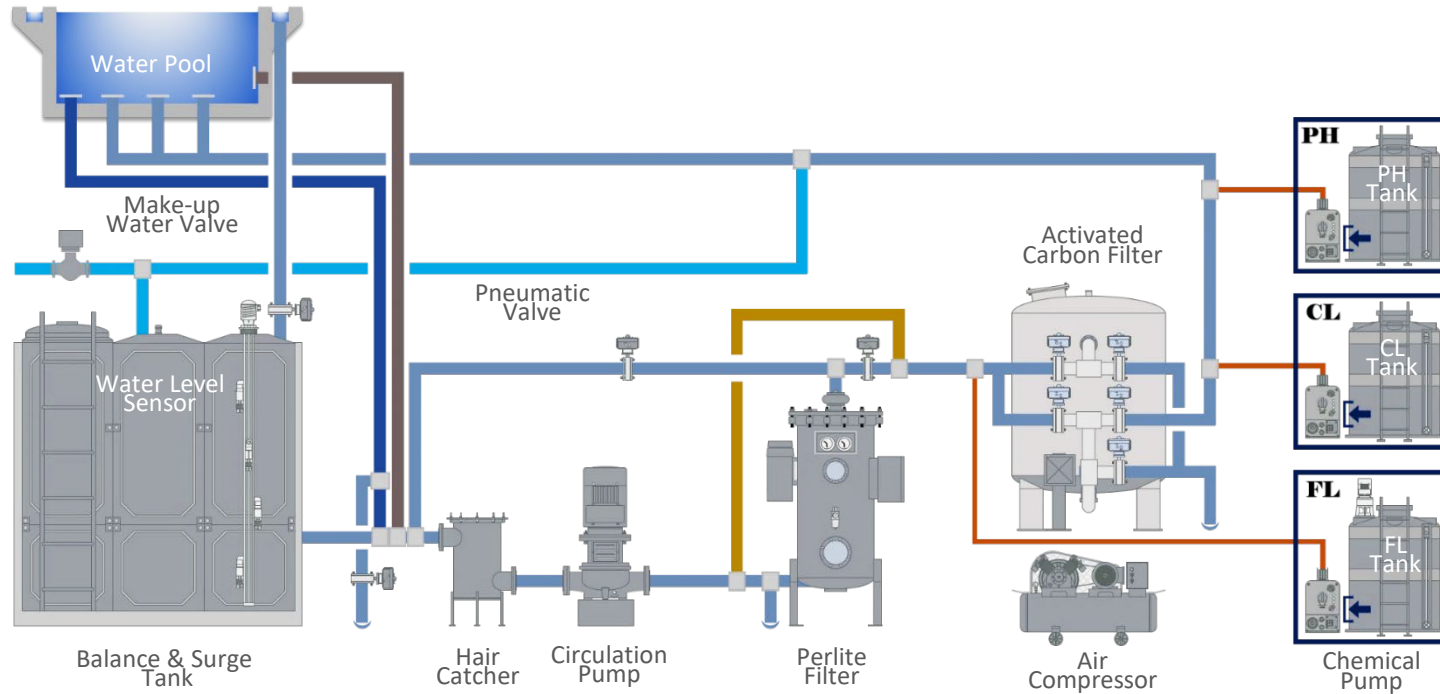 Water Pool
PH
PH
Tank
Make-up
Water Valve
Activated
Carbon Filter
Pneumatic
Valve
CL
CL
Tank
Water Level
Sensor
FL
FL
Tank
Balance & Surge
Tank
Hair
Catcher
Circulation
Pump
Perlite
Filter
Air
Compressor
Chemical
Pump